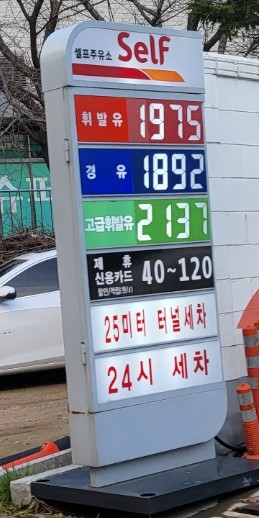 셀프주유소 Self
휘발유 1975
경유 1892
고급휘발유 2137
제휴
신용카드 40~120
25미터 터널세차
24시 세차